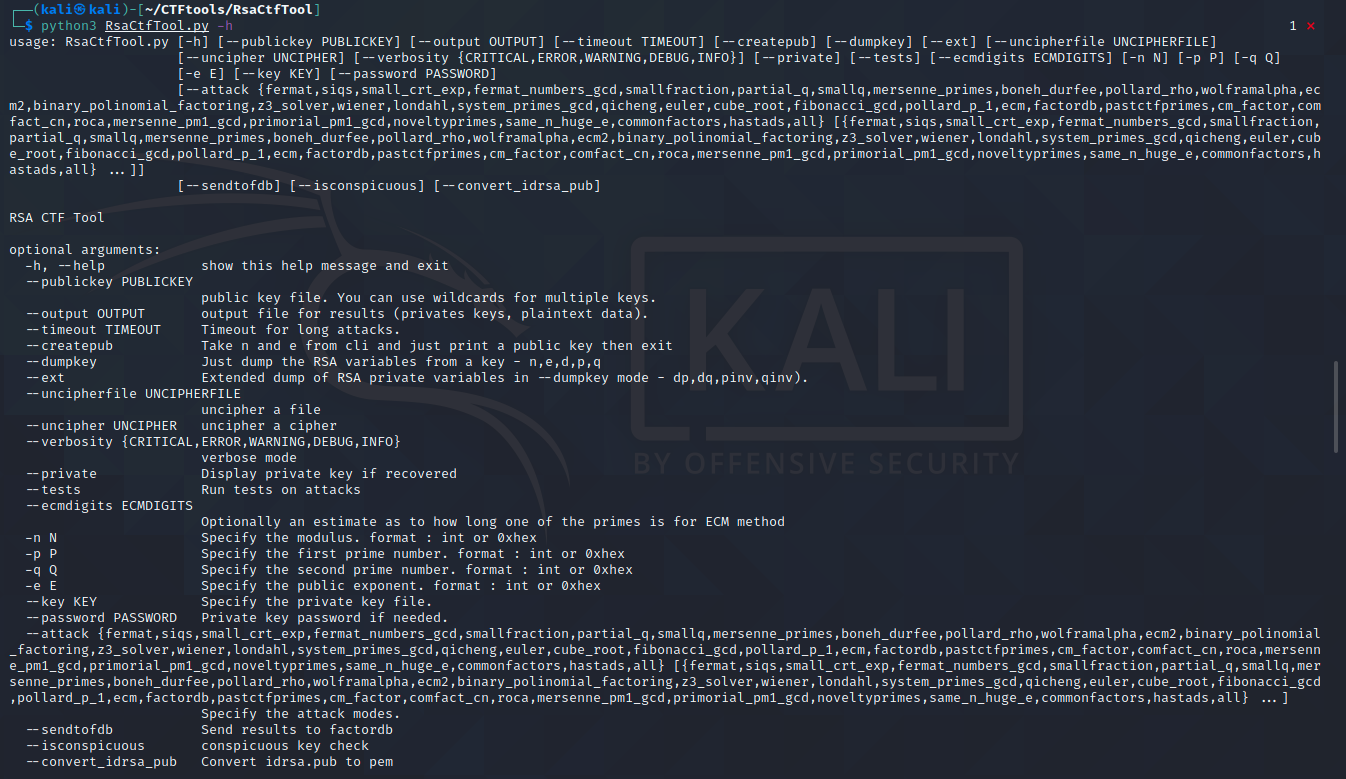 ┌──(kali㉿kali)-[~/CTFtools/RsaCtfTool]
└─$ python3 RsaCtfTool.py -h 1 ⨯
usage: RsaCtfTool.py [-h] [--publickey PUBLICKEY] [--output OUTPUT] [--timeout TIMEOUT] [--createpub] [--dumpkey] [--ext] [--uncipherfile UNCIPHERFILE]
[--uncipher UNCIPHER] [--verbosity {CRITICAL,ERROR,WARNING,DEBUG,INFO}] [--private] [--tests] [--ecmdigits ECMDIGITS] [-n N] [-p P] [-q Q]
[-e E] [--key KEY] [--password PASSWORD]
[--attack {fermat,siqs,small_crt_exp,fermat_numbers_gcd,smallfraction,partial_q,smallq,mersenne_primes,boneh_durfee,pollard_rho,wolframalpha,ec
m2,binary_polinomial_factoring,z3_solver,wiener,londahl,system_primes_gcd,qicheng,euler,cube_root,fibonacci_gcd,pollard_p_1,ecm,factordb,pastctfprimes,cm_factor,com
fact_cn,roca,mersenne_pm1_gcd,primorial_pm1_gcd,noveltyprimes,same_n_huge_e,commonfactors,hastads,all} [{fermat,siqs,small_crt_exp,fermat_numbers_gcd,smallfraction,
partial_q,smallq,mersenne_primes,boneh_durfee,pollard_rho,wolframalpha,ecm2,binary_polinomial_factoring,z3_solver,wiener,londahl,system_primes_gcd,qicheng,euler,cub
e_root,fibonacci_gcd,pollard_p_1,ecm,factordb,pastctfprimes,cm_factor,comfact_cn,roca,mersenne_pm1_gcd,primorial_pm1_gcd,noveltyprimes,same_n_huge_e,commonfactors,h
astads,all} ...]]
[--sendtofdb] [--isconspicuous] [--convert_idrsa_pub]
RSA CTF Tool
optional arguments:
-h, --help show this help message and exit
--publickey PUBLICKEY
public key file. You can use wildcards for multiple keys.
--output OUTPUT output file for results (privates keys, plaintext data).
--timeout TIMEOUT Timeout for long attacks.
--createpub Take n and e from cli and just print a public key then exit
--dumpkey Just dump the RSA variables from a key - n,e,d,p,q
--ext Extended dump of RSA private variables in --dumpkey mode - dp,dq,pinv,qinv).
--uncipherfile UNCIPHERFILE
uncipher a file
--uncipher UNCIPHER uncipher a cipher
--verbosity {CRITICAL,ERROR,WARNING,DEBUG,INFO}
verbose mode
--private Display private key if recovered
--tests Run tests on attacks
--ecmdigits ECMDIGITS
Optionally an estimate as to how long one of the primes is for ECM method
-n N Specify the modulus. format : int or 0xhex
-p P Specify the first prime number. format : int or 0xhex
-q Q Specify the second prime number. format : int or 0xhex
-e E Specify the public exponent. format : int or 0xhex
--key KEY Specify the private key file.
--password PASSWORD Private key password if needed.
--attack {fermat,siqs,small_crt_exp,fermat_numbers_gcd,smallfraction,partial_q,smallq,mersenne_primes,boneh_durfee,pollard_rho,wolframalpha,ecm2,binary_polinomial
_factoring,z3_solver,wiener,londahl,system_primes_gcd,qicheng,euler,cube_root,fibonacci_gcd,pollard_p_1,ecm,factordb,pastctfprimes,cm_factor,comfact_cn,roca,mersenn
e_pm1_gcd,primorial_pm1_gcd,noveltyprimes,same_n_huge_e,commonfactors,hastads,all} [{fermat,siqs,small_crt_exp,fermat_numbers_gcd,smallfraction,partial_q,smallq,mer
senne_primes,boneh_durfee,pollard_rho,wolframalpha,ecm2,binary_polinomial_factoring,z3_solver,wiener,londahl,system_primes_gcd,qicheng,euler,cube_root,fibonacci_gcd
,pollard_p_1,ecm,factordb,pastctfprimes,cm_factor,comfact_cn,roca,mersenne_pm1_gcd,primorial_pm1_gcd,noveltyprimes,same_n_huge_e,commonfactors,hastads,all} ...]
Specify the attack modes.
--sendtofdb Send results to factordb
--isconspicuous conspicuous key check
--convert_idrsa_pub Convert idrsa.pub to pem
KALI
BY OFFENSIVE SECURITY